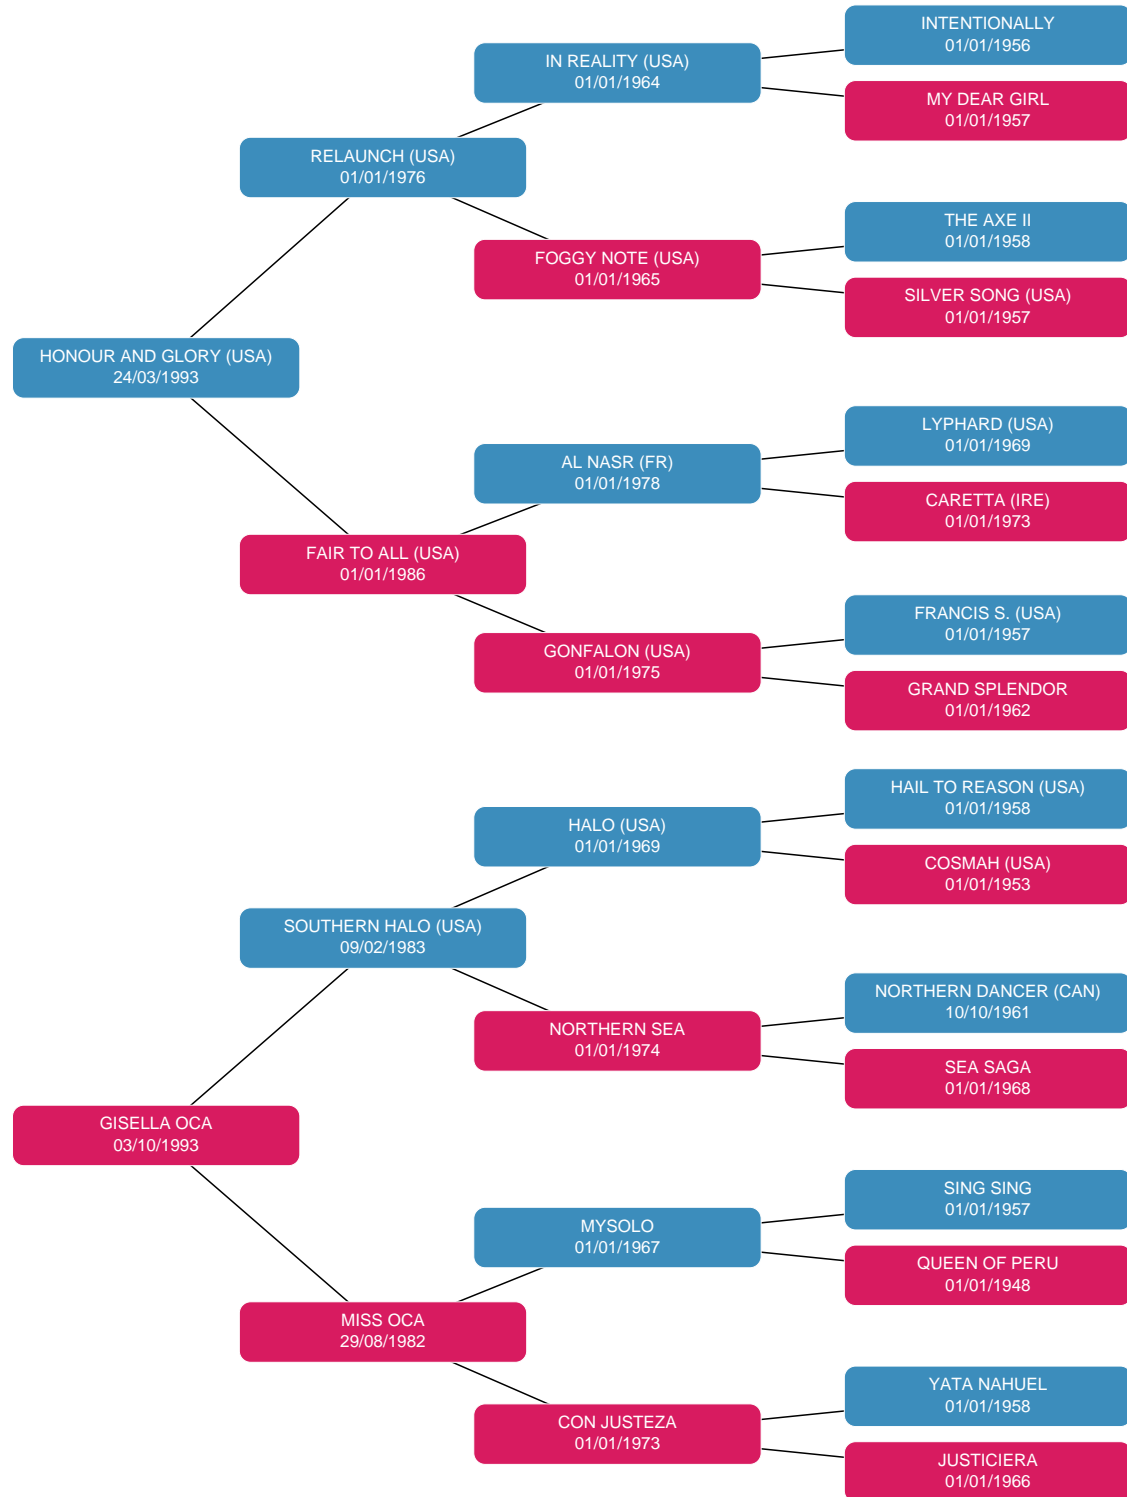 INTENTIONALLY
01/01/1956
IN REALITY (USA)
01/01/1964
MY DEAR GIRL
01/01/1957
RELAUNCH (USA)
01/01/1976
THE AXE II
01/01/1958
FOGGY NOTE (USA)
01/01/1965
SILVER SONG (USA)
01/01/1957
HONOUR AND GLORY (USA)
24/03/1993
LYPHARD (USA)
01/01/1969
AL NASR (FR)
01/01/1978
CARETTA (IRE)
01/01/1973
FAIR TO ALL (USA)
01/01/1986
FRANCIS S. (USA)
01/01/1957
GONFALON (USA)
01/01/1975
GRAND SPLENDOR
01/01/1962
HAIL TO REASON (USA)
01/01/1958
HALO (USA)
01/01/1969
COSMAH (USA)
01/01/1953
SOUTHERN HALO (USA)
09/02/1983
NORTHERN DANCER (CAN)
10/10/1961
NORTHERN SEA
01/01/1974
SEA SAGA
01/01/1968
GISELLA OCA
03/10/1993
SING SING
01/01/1957
MYSOLO
01/01/1967
QUEEN OF PERU
01/01/1948
MISS OCA
29/08/1982
YATA NAHUEL
01/01/1958
CON JUSTEZA
01/01/1973
JUSTICIERA
01/01/1966